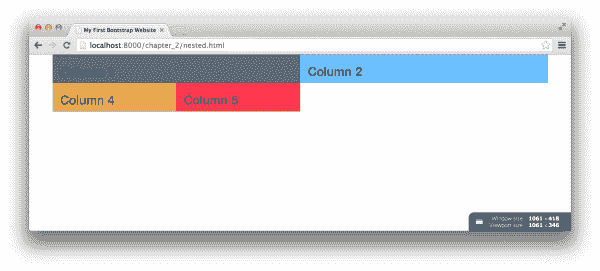 My First Bootstrap Website
localhost:8000/chapter_2/nested.html
Column 2
Column 4
Column 5
Window size: 1061 x 418
Viewport size: 1061 x 346